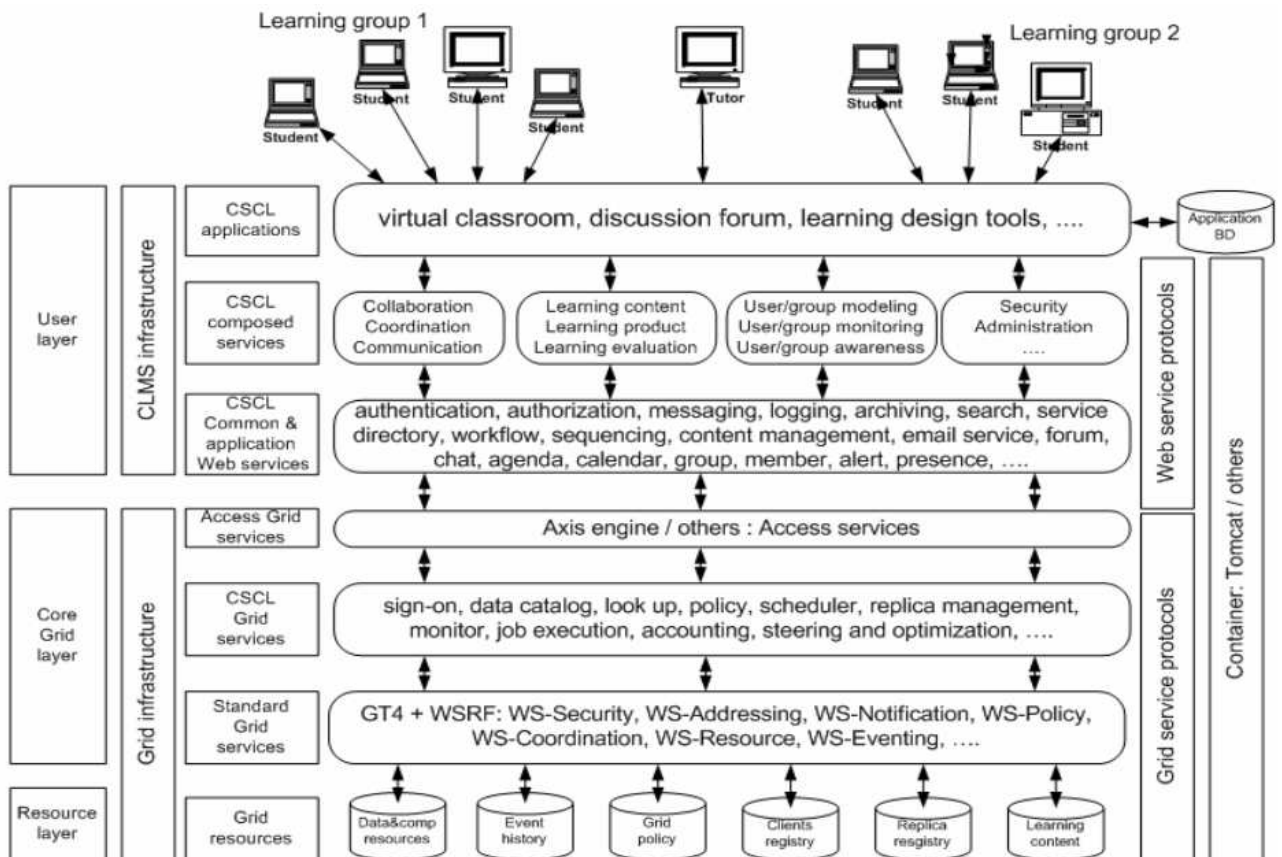 Learning group 1
Learning group 2
Student
Student
Student
Student
Tutor
Student
Student
Student
User
layer
CLMS infrastructure
CSCL
applications
virtual classroom, discussion forum, learning design tools, ....
Application
BD
CSCL
composed
services
Collaboration
Coordination
Communication
Learning content
Learning product
Learning evaluation
User/group modeling
User/group monitoring
User/group awareness
Security
Administration
....
CSCL
Common &
application
Web services
authentication, authorization, messaging, logging, archiving, search, service
directory, workflow, sequencing, content management, email service, forum,
chat, agenda, calendar, group, member, alert, presence, ....
Web service protocols
Container: Tomcat / others
Core
Grid
layer
Grid infrastructure
Access Grid
services
Axis engine / others : Access services
CSCL
Grid
services
sign-on, data catalog, look up, policy, scheduler, replica management,
monitor, job execution, accounting, steering and optimization, ....
Standard
Grid
services
GT4 + WSRF: WS-Security, WS-Addressing, WS-Notification, WS-Policy,
WS-Coordination, WS-Resource, WS-Eventing, ....
Grid service protocols
Resource
layer
Grid
resources
Data&comp
resources
Event
history
Grid
policy
Clients
registry
Replica
resgistry
Learning
content